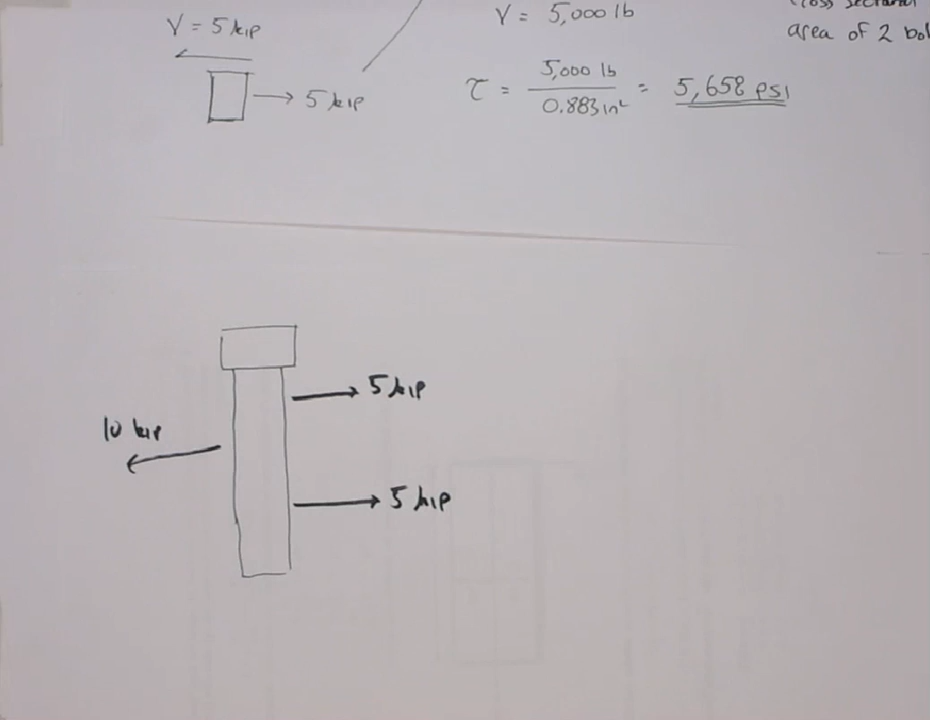 V = 5 kip
→ 5 kip
V = 5,000 lb
τ = 5,000 lb / 0.883 in² = 5,658 psi
area of 2
5 kip
10 kip
5 kip